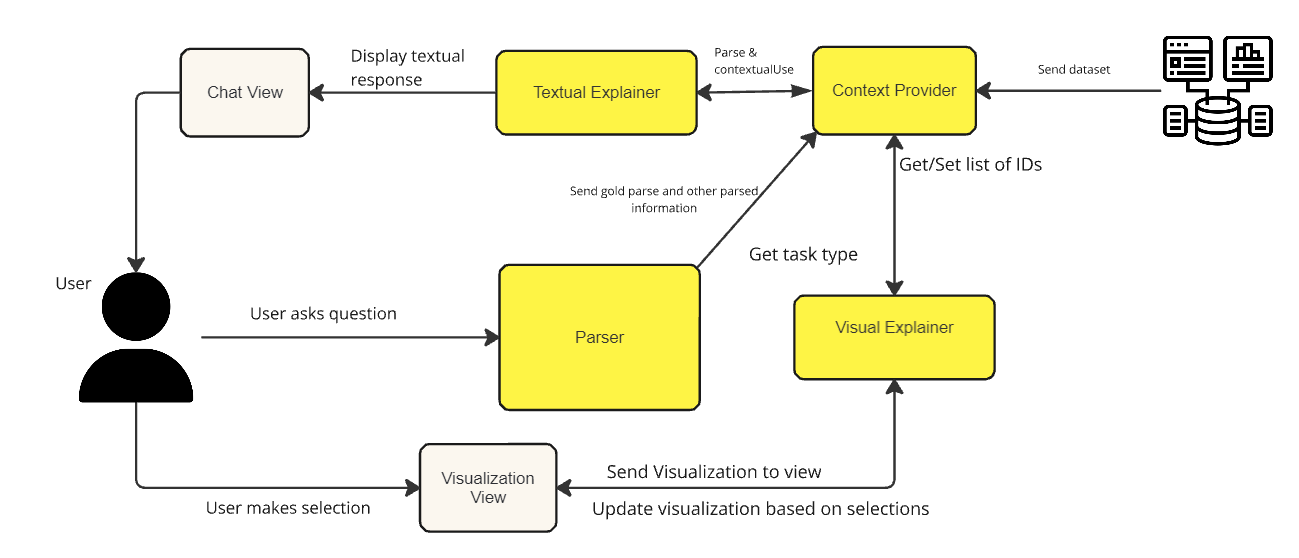 Display textual
response
Parse &
contextualUse
Send dataset
Chat View
Textual Explainer
Context Provider
Get/Set list of IDs
Send gold parse and other parsed
information
Get task type
User
User asks question
Parser
Visual Explainer
Visualization
View
Send Visualization to view
User makes selection
Update visualization based on selections